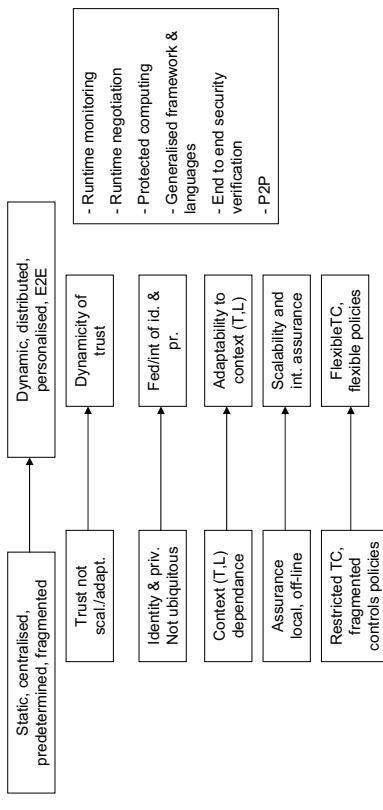 Static, centralised,
predetermined, fragmented
Dynamic, distributed,
personalised, E2E
Trust not
scal./adapt.
Dynamicity of
trust
Identity & priv.
Not ubiquitous
Fed/int of id. &
pr.
Context (T,L)
dependance
Adaptability to
context (T,L)
Assurance
local, off-line
Scalability and
int. assurance
Restricted TC,
fragmented
controls policies
FlexibleTC,
flexible policies
- Runtime monitoring
- Runtime negotiation
- Protected computing
- Generalised framework &
languages
- End to end security
verification
- P2P